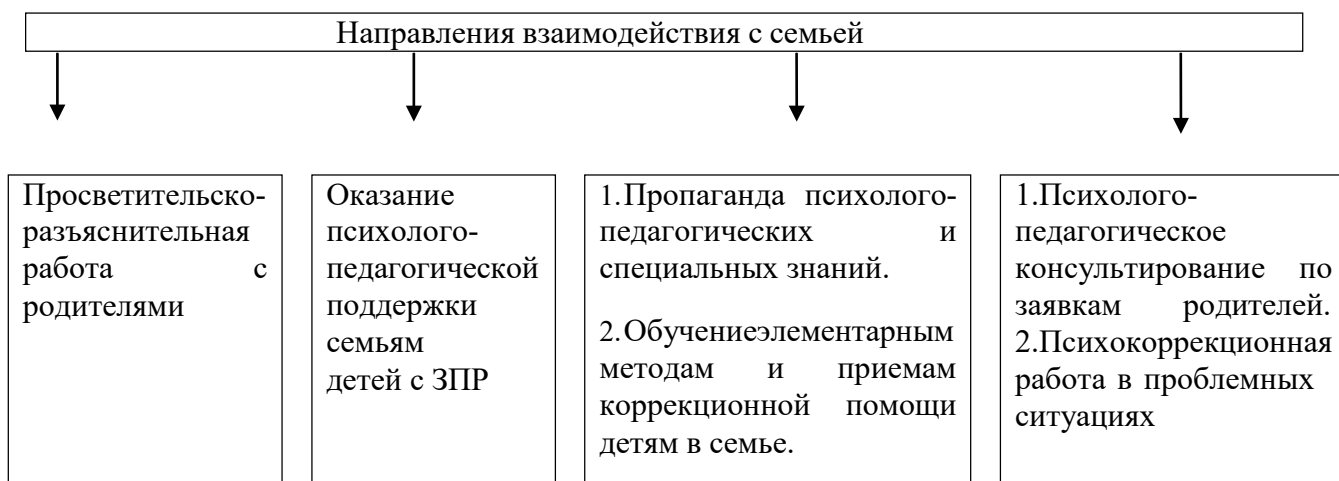 Направления взаимодействия с семьей
Просветительско-
разъяснительная
работа с
родителями
Оказание
психолого-
педагогической
поддержки
семьям
детей с ЗПР
1.Пропаганда психолого-
педагогических и
специальных знаний.
2.Обучениеэлементарным
методам и приемам
коррекционной помощи
детям в семье.
1.Психолого-
педагогическое
консультирование по
заявкам родителей.
2.Психокоррекционная
работа в проблемных
ситуациях